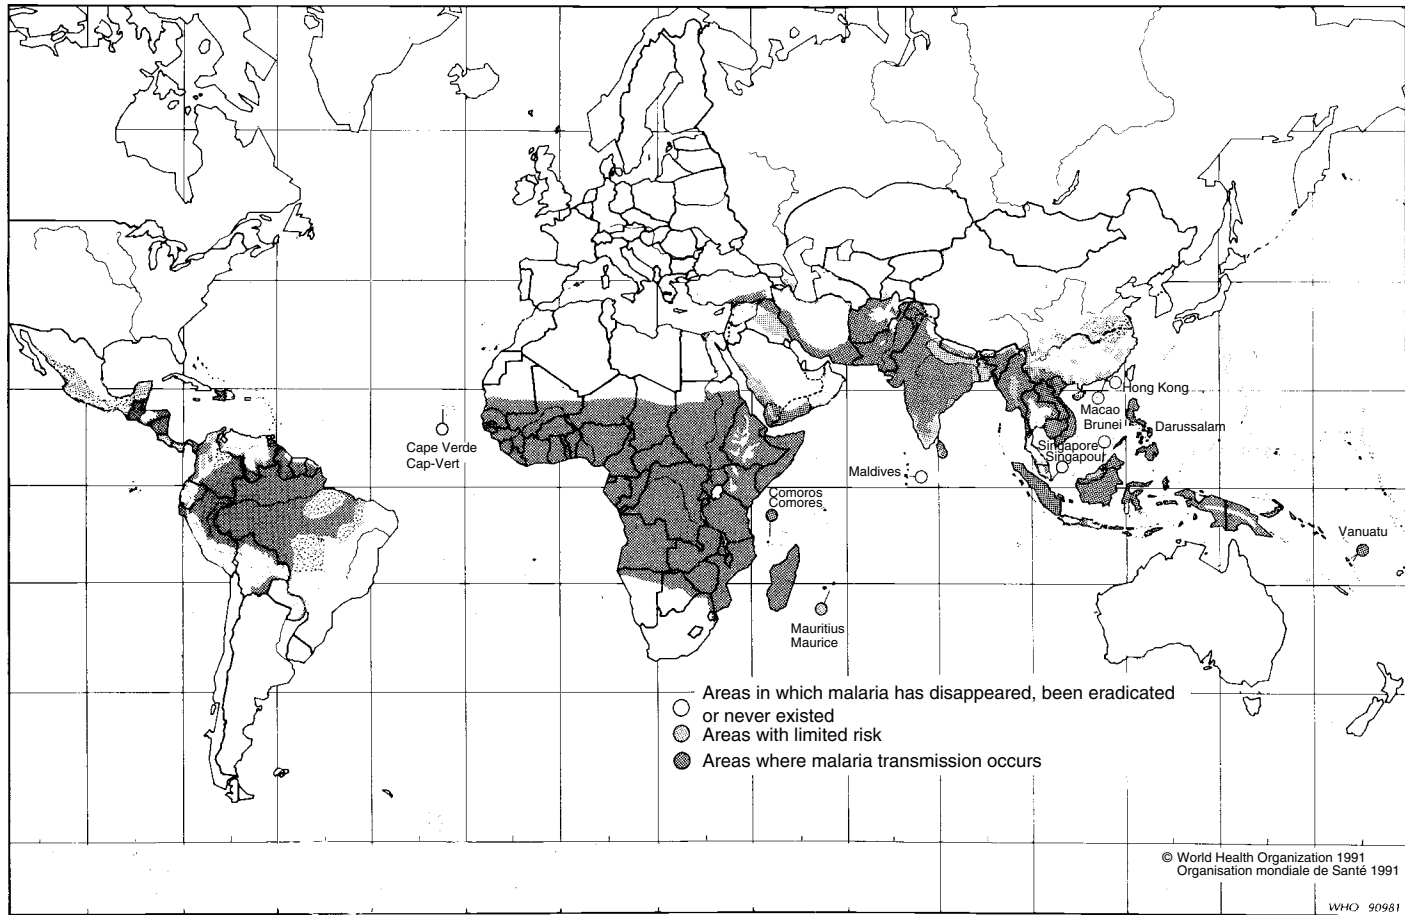 Hong Kong
Macao
Brunei
Darussalam
Cape Verde
Cap-Vert
Singapore
Singapour
Maldives
Comoros
Comores
Vanuatu
Mauritius
Maurice
Areas in which malaria has disappeared, been eradicated
or never existed
Areas with limited risk
Areas where malaria transmission occurs
© World Health Organization 1991
Organisation mondiale de Santé 1991
WHO 90981